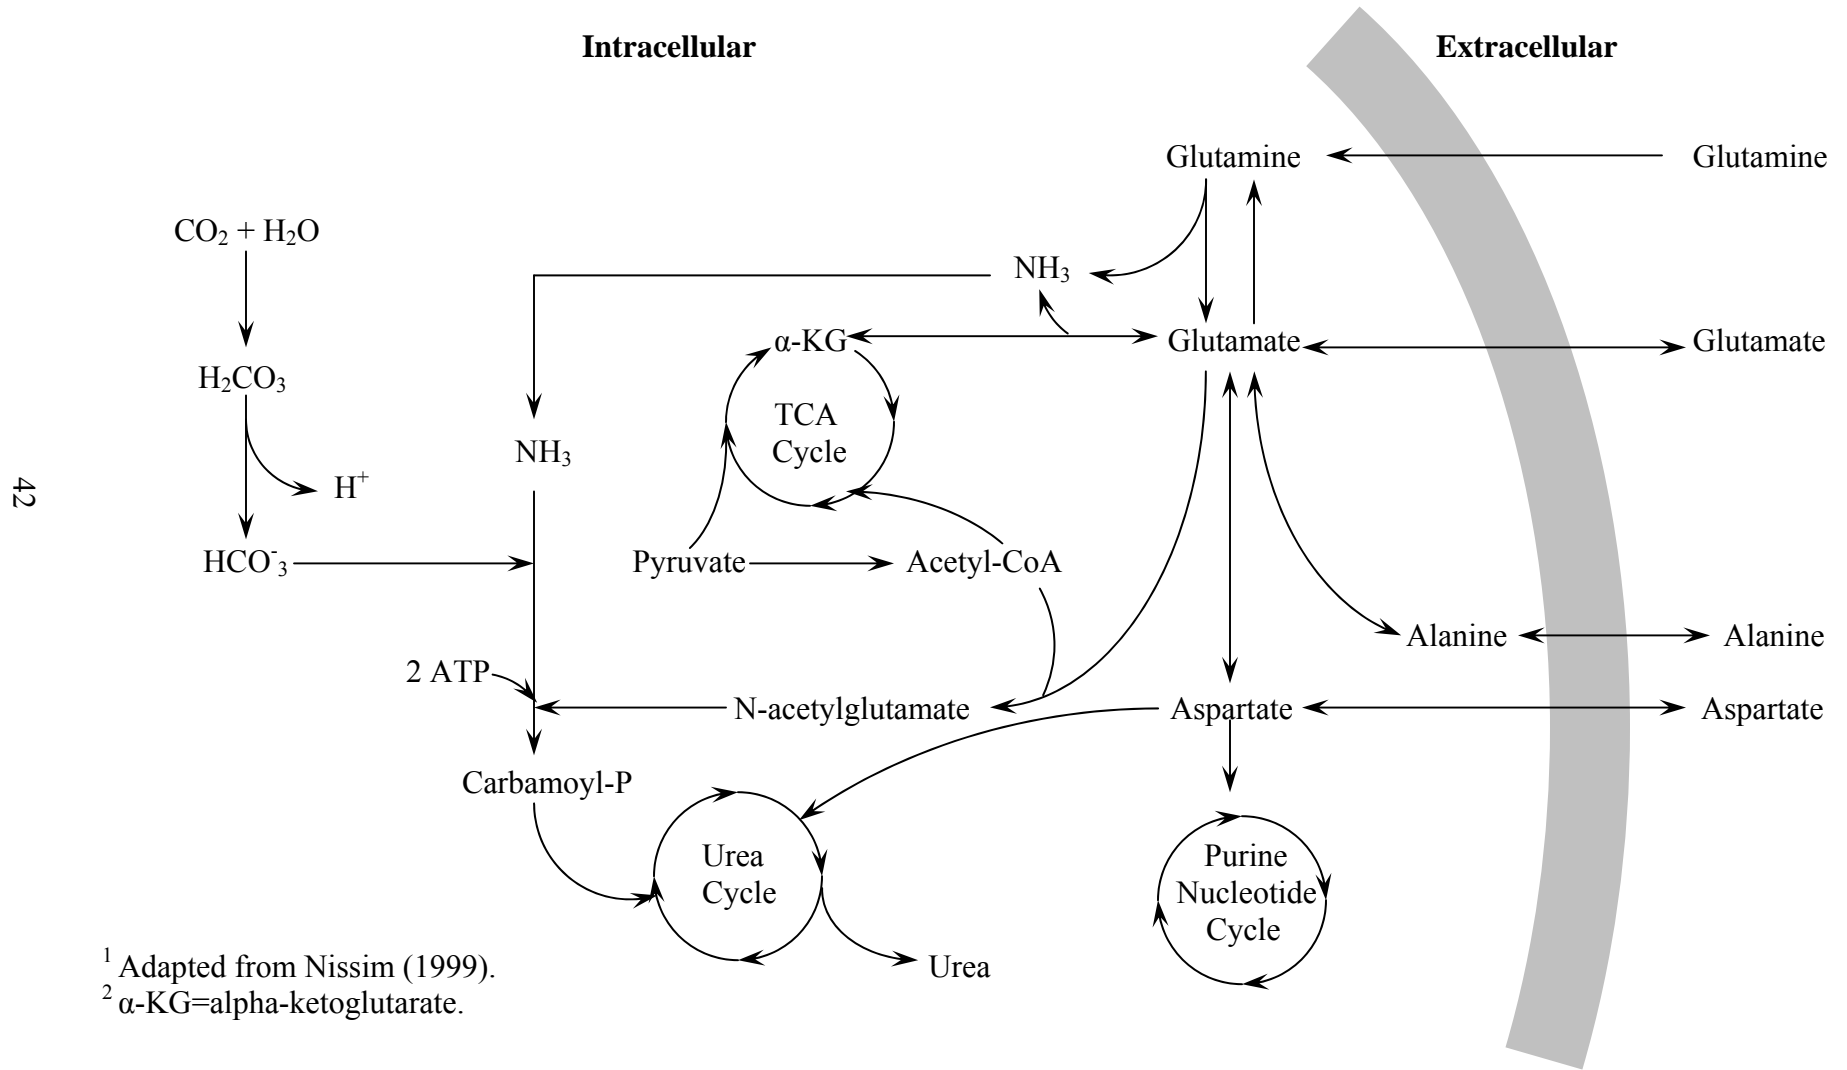 Intracellular
Extracellular
Glutamine
Glutamine
CO₂ + H₂O
NH₃
α-KG
Glutamate
Glutamate
H₂CO₃
TCA
Cycle
NH₃
H⁺
42
HCO⁻₃
Pyruvate
Acetyl-CoA
Alanine
Alanine
2 ATP
N-acetylglutamate
Aspartate
Aspartate
Carbamoyl-P
Urea
Cycle
Purine
Nucleotide
Cycle
Urea
¹ Adapted from Nissim (1999).
² α-KG=alpha-ketoglutarate.